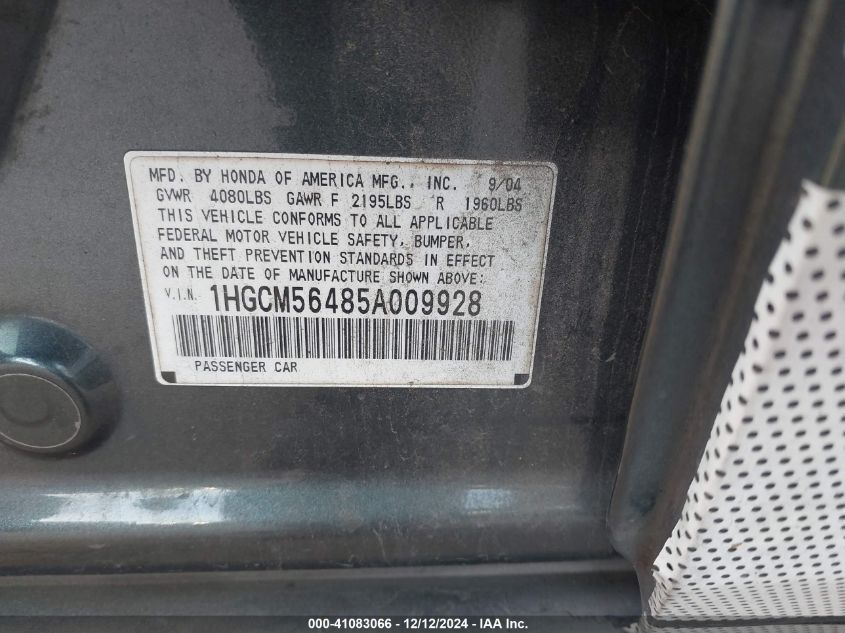 MFD. BY HONDA OF AMERICA MFG., INC. 9/04
GVWR 4080LBS GAWR F 2195LBS R 1960LBS
THIS VEHICLE CONFORMS TO ALL APPLICABLE
FEDERAL MOTOR VEHICLE SAFETY, BUMPER,
AND THEFT PREVENTION STANDARDS IN EFFECT
ON THE DATE OF MANUFACTURE SHOWN ABOVE:
V.I.N. 1HGCM56485A009928
PASSENGER CAR
000-41083066 - 12/12/2024 - IAA Inc.